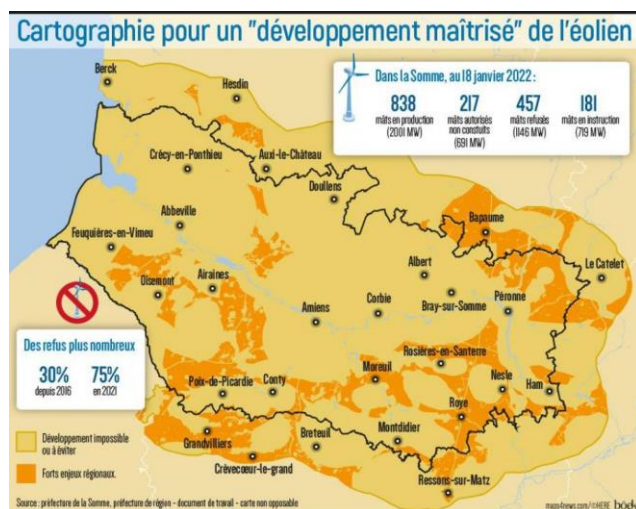 Cartographie pour un "développement maîtrisé" de l'éolien
Dans la Somme, au 18 janvier 2022 :
838
mâts en production
(2001 MW)
217
mâts autorisés
non constuits
(691 MW)
457
mâts refusés
(1146 MW)
181
mâts en instruction
(719 MW)
Berck
Hesdin
Crécy-en-Ponthieu
Auxi-le-Château
Doullens
Abbeville
Bapaume
Feuquières-en-Vimeu
Albert
Le Catelet
Oisemont
Airaines
Corbie
Bray-sur-Somme
Péronne
Amiens
Des refus plus nombreux
30%
depuis 2016
75%
en 2021
Rosières-en-Santerre
Moreuil
Poix-de-Picardie
Conty
Nesle
Ham
Roye
Grandvilliers
Breteuil
Montdidier
Crèvecœur-le-grand
Ressons-sur-Matz
Développement impossible
ou à éviter
Forts enjeux régionaux.
Source : préfecture de la Somme, préfecture de région - document de travail - carte non opposable
maps4news.com/©HERE